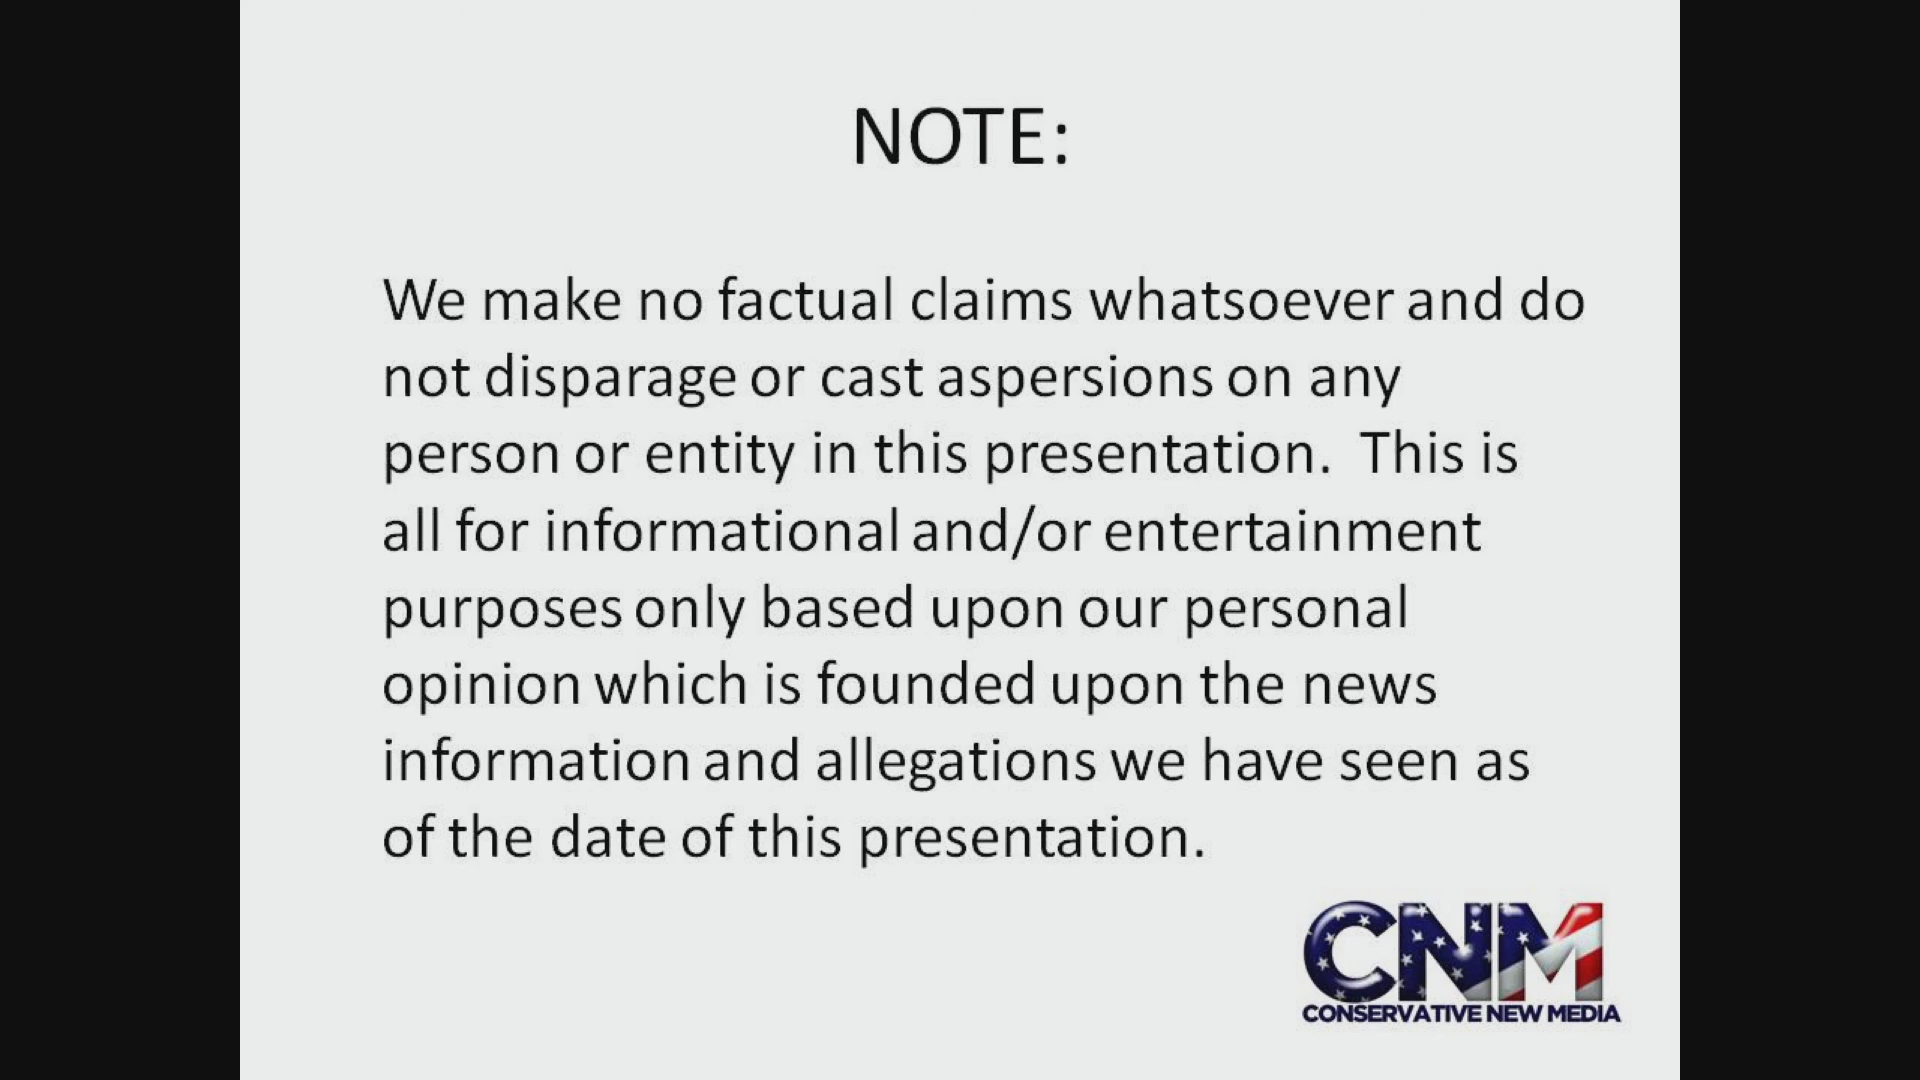 NOTE:
We make no factual claims whatsoever and do
not disparage or cast aspersions on any
person or entity in this presentation.  This is
all for informational and/or entertainment
purposes only based upon our personal
opinion which is founded upon the news
information and allegations we have seen as
of the date of this presentation.
CNM
CONSERVATIVE NEW MEDIA